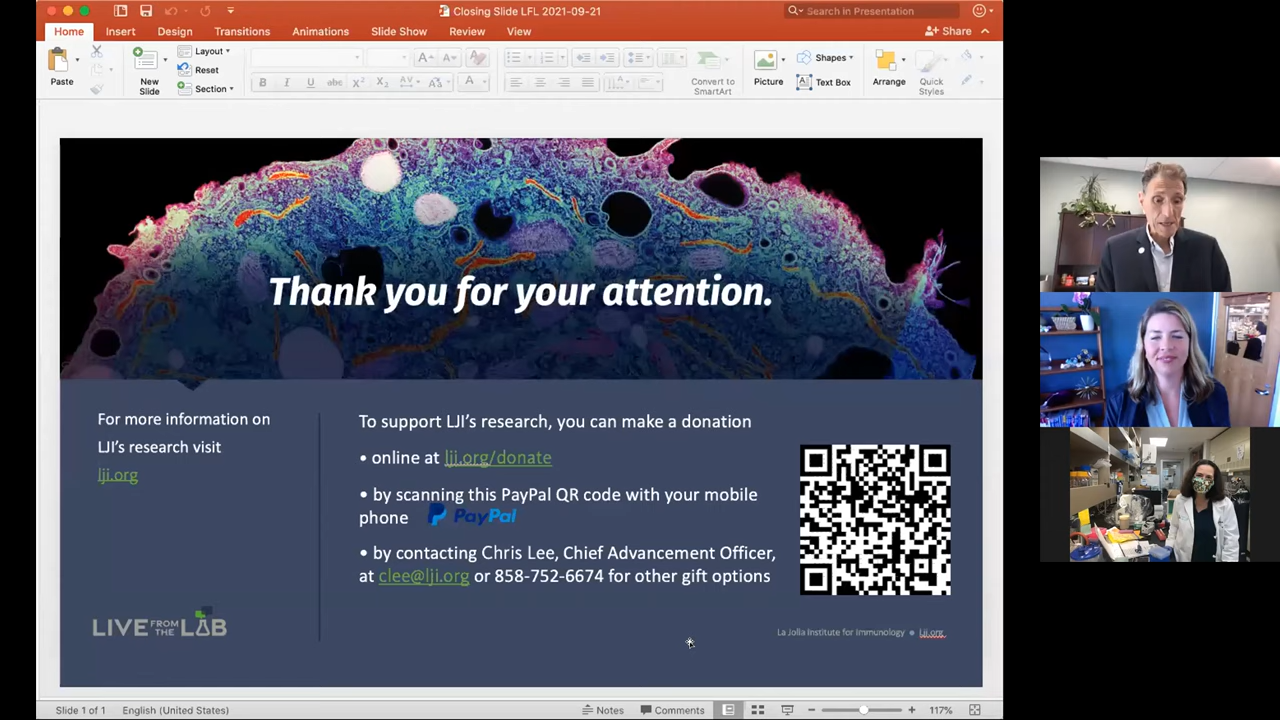 Closing Slide LFL 2021-09-21
Search in Presentation
Home Insert Design Transitions Animations Slide Show Review View
Share
Paste
New
Slide
Layout
Reset
Section
B I U abc X² X₂ AV Aa A
Convert to
SmartArt
Picture
Shapes
Text Box
Arrange
Quick
Styles
Thank you for your attention.
For more information on
LJI's research visit
lji.org
To support LJI's research, you can make a donation
• online at lji.org/donate
• by scanning this PayPal QR code with your mobile
phone PayPal
• by contacting Chris Lee, Chief Advancement Officer,
at clee@lji.org or 858-752-6674 for other gift options
LIVE FROM THE LAB
La Jolla Institute for Immunology • lji.org
Slide 1 of 1 English (United States)
Notes Comments 117%